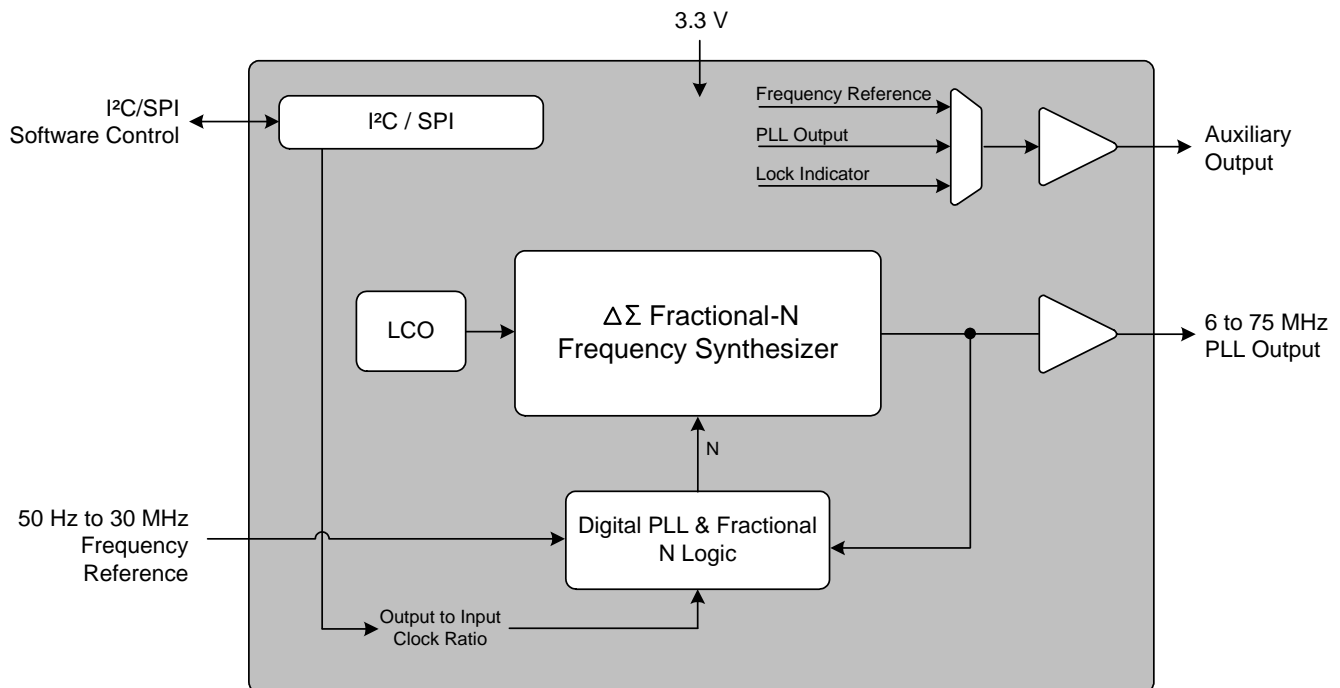 3.3 V
I²C/SPI
Software Control
I²C / SPI
Frequency Reference
PLL Output
Lock Indicator
Auxiliary
Output
LCO
ΔΣ Fractional-N
Frequency Synthesizer
6 to 75 MHz
PLL Output
N
50 Hz to 30 MHz
Frequency
Reference
Digital PLL & Fractional
N Logic
Output to Input
Clock Ratio